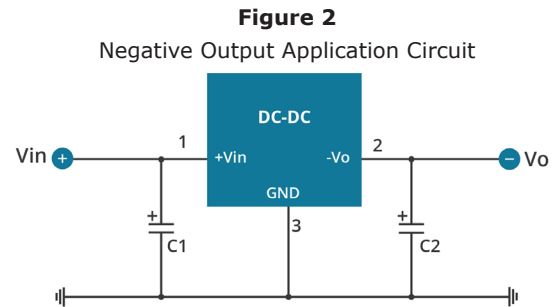 Figure 2
Negative Output Application Circuit
DC-DC
1
2
Vin +
+Vin
-Vo
− Vo
GND
3
+
C1
+
C2